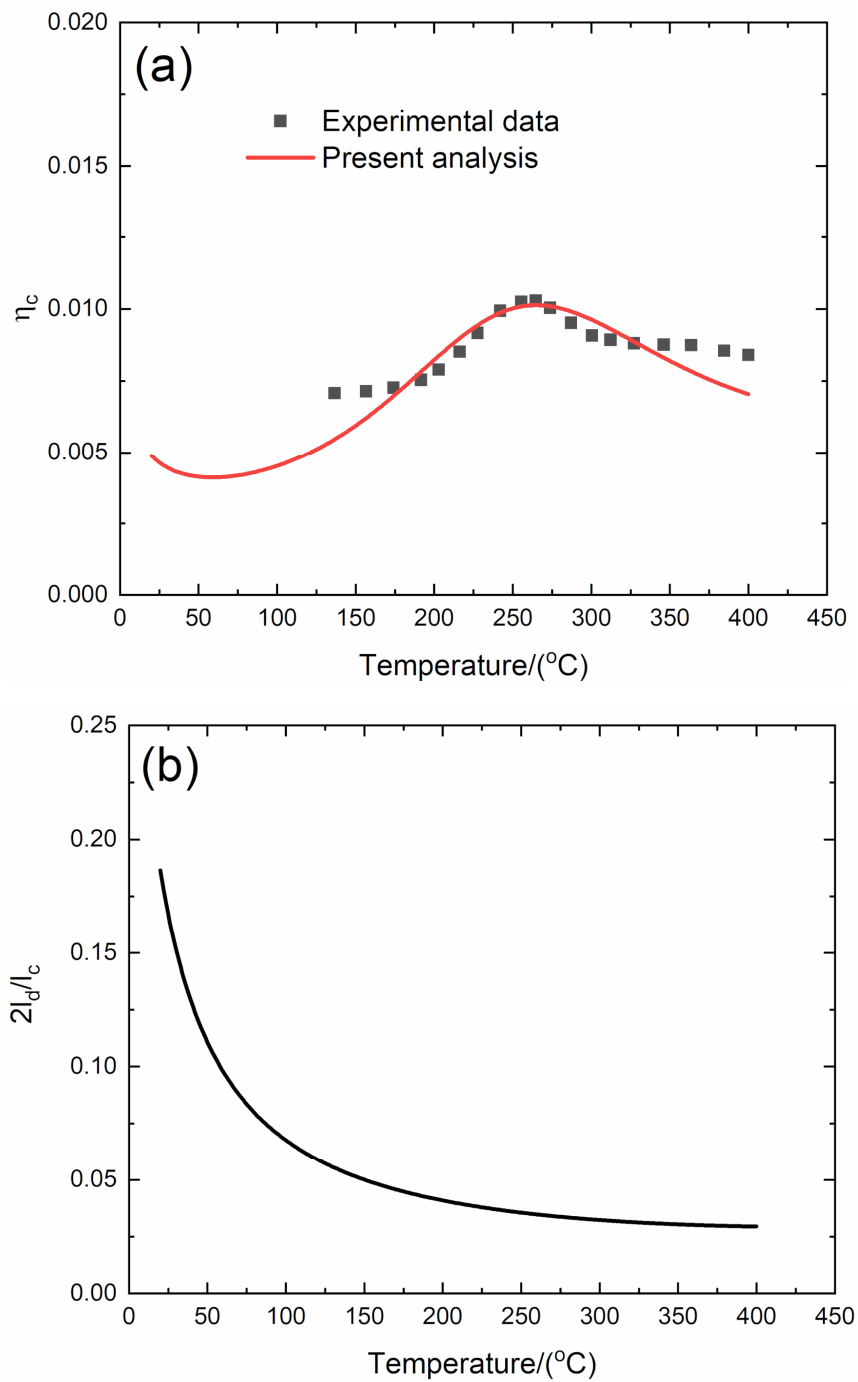 0.020
(a)
Experimental data
Present analysis
0.015
0.010
ηc
0.005
0.000
0 50 100 150 200 250 300 350 400 450
Temperature/(oC)
0.25
(b)
0.20
0.15
2ld/lc
0.10
0.05
0.00
0 50 100 150 200 250 300 350 400 450
Temperature/(oC)